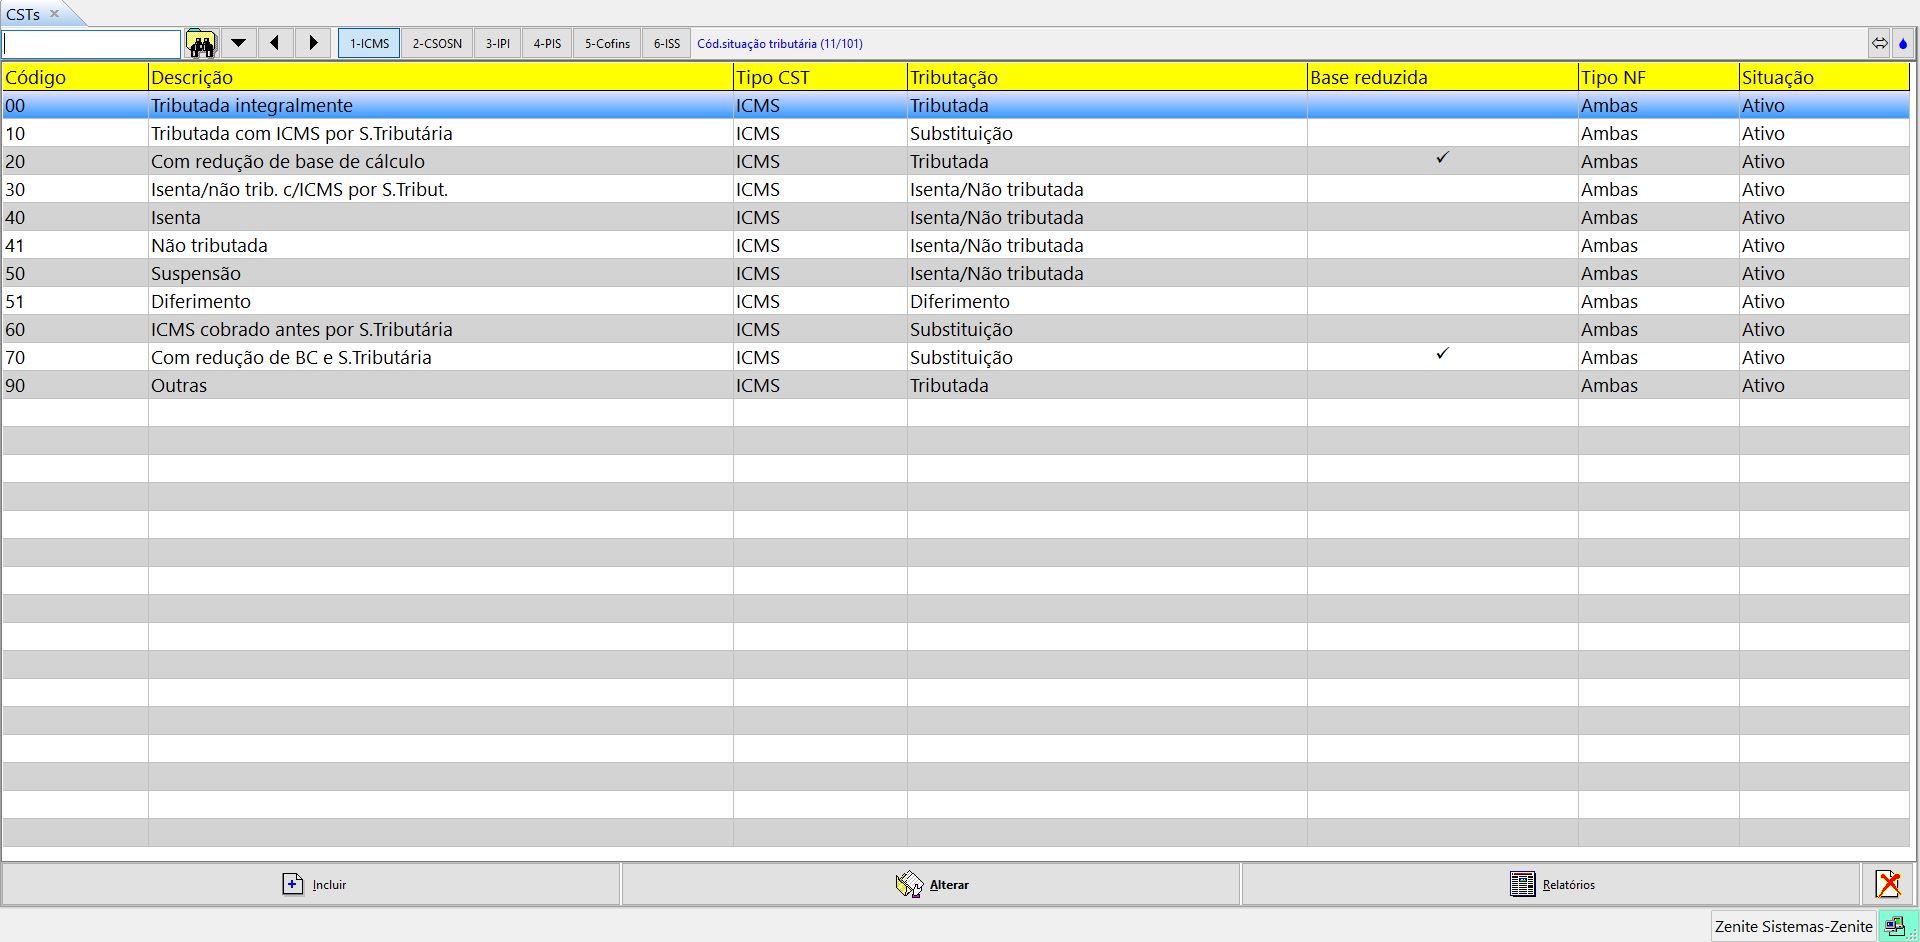 CSTs
1-ICMS 2-CSOSN 3-IPI 4-PIS 5-Cofins 6-ISS Cód.situação tributária (11/101)
Código Descrição Tipo CST Tributação Base reduzida Tipo NF Situação
00 Tributada integralmente ICMS Tributada Ambas Ativo
10 Tributada com ICMS por S.Tributária ICMS Substituição Ambas Ativo
20 Com redução de base de cálculo ICMS Tributada ✓ Ambas Ativo
30 Isenta/não trib. c/ICMS por S.Tribut. ICMS Isenta/Não tributada Ambas Ativo
40 Isenta ICMS Isenta/Não tributada Ambas Ativo
41 Não tributada ICMS Isenta/Não tributada Ambas Ativo
50 Suspensão ICMS Isenta/Não tributada Ambas Ativo
51 Diferimento ICMS Diferimento Ambas Ativo
60 ICMS cobrado antes por S.Tributária ICMS Substituição Ambas Ativo
70 Com redução de BC e S.Tributária ICMS Substituição ✓ Ambas Ativo
90 Outras ICMS Tributada Ambas Ativo
Incluir Alterar Relatórios
Zenite Sistemas-Zenite